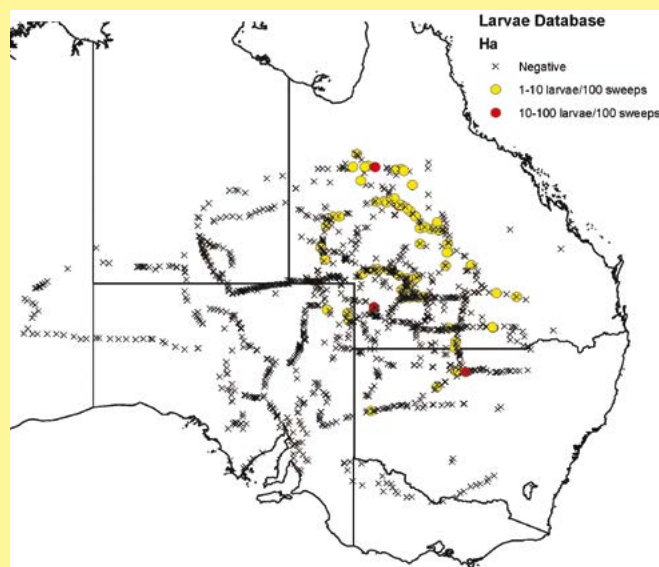 Larvae Database
Ha
Negative
1-10 larvae/100 sweeps
10-100 larvae/100 sweeps